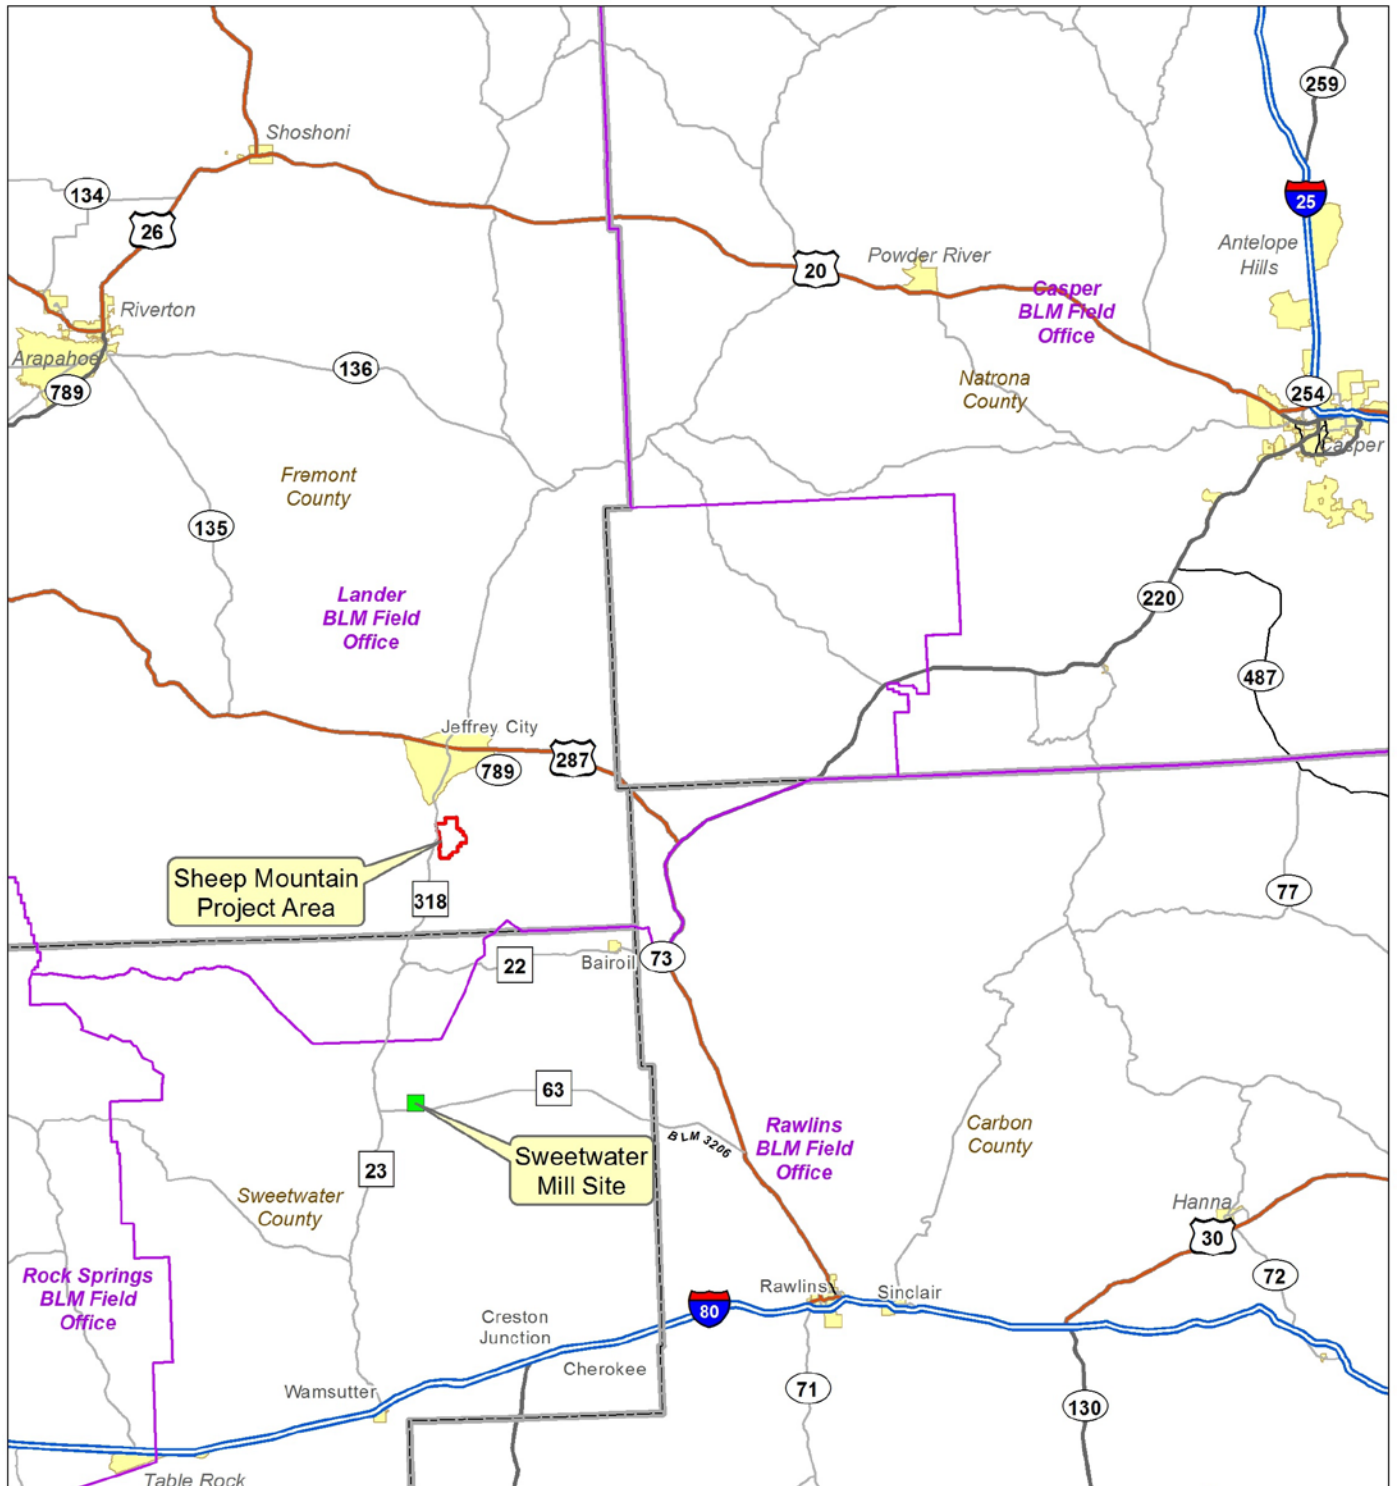 259
Shoshoni
134
25
26
Antelope
Hills
Powder River
20
Casper
BLM Field
Office
Riverton
Arapahoe
136
789
Natrona
County
254
Casper
Fremont
County
135
Lander
BLM Field
Office
220
487
Jeffrey City
287
789
Sheep Mountain
Project Area
318
77
22
Bairoil
73
63
Rawlins
BLM Field
Office
BLM 3206
Carbon
County
Sweetwater
Mill Site
23
Sweetwater
County
Hanna
30
72
Rock Springs
BLM Field
Office
Rawlins
Sinclair
80
Creston
Junction
Cherokee
Wamsutter
71
130
Table Rock